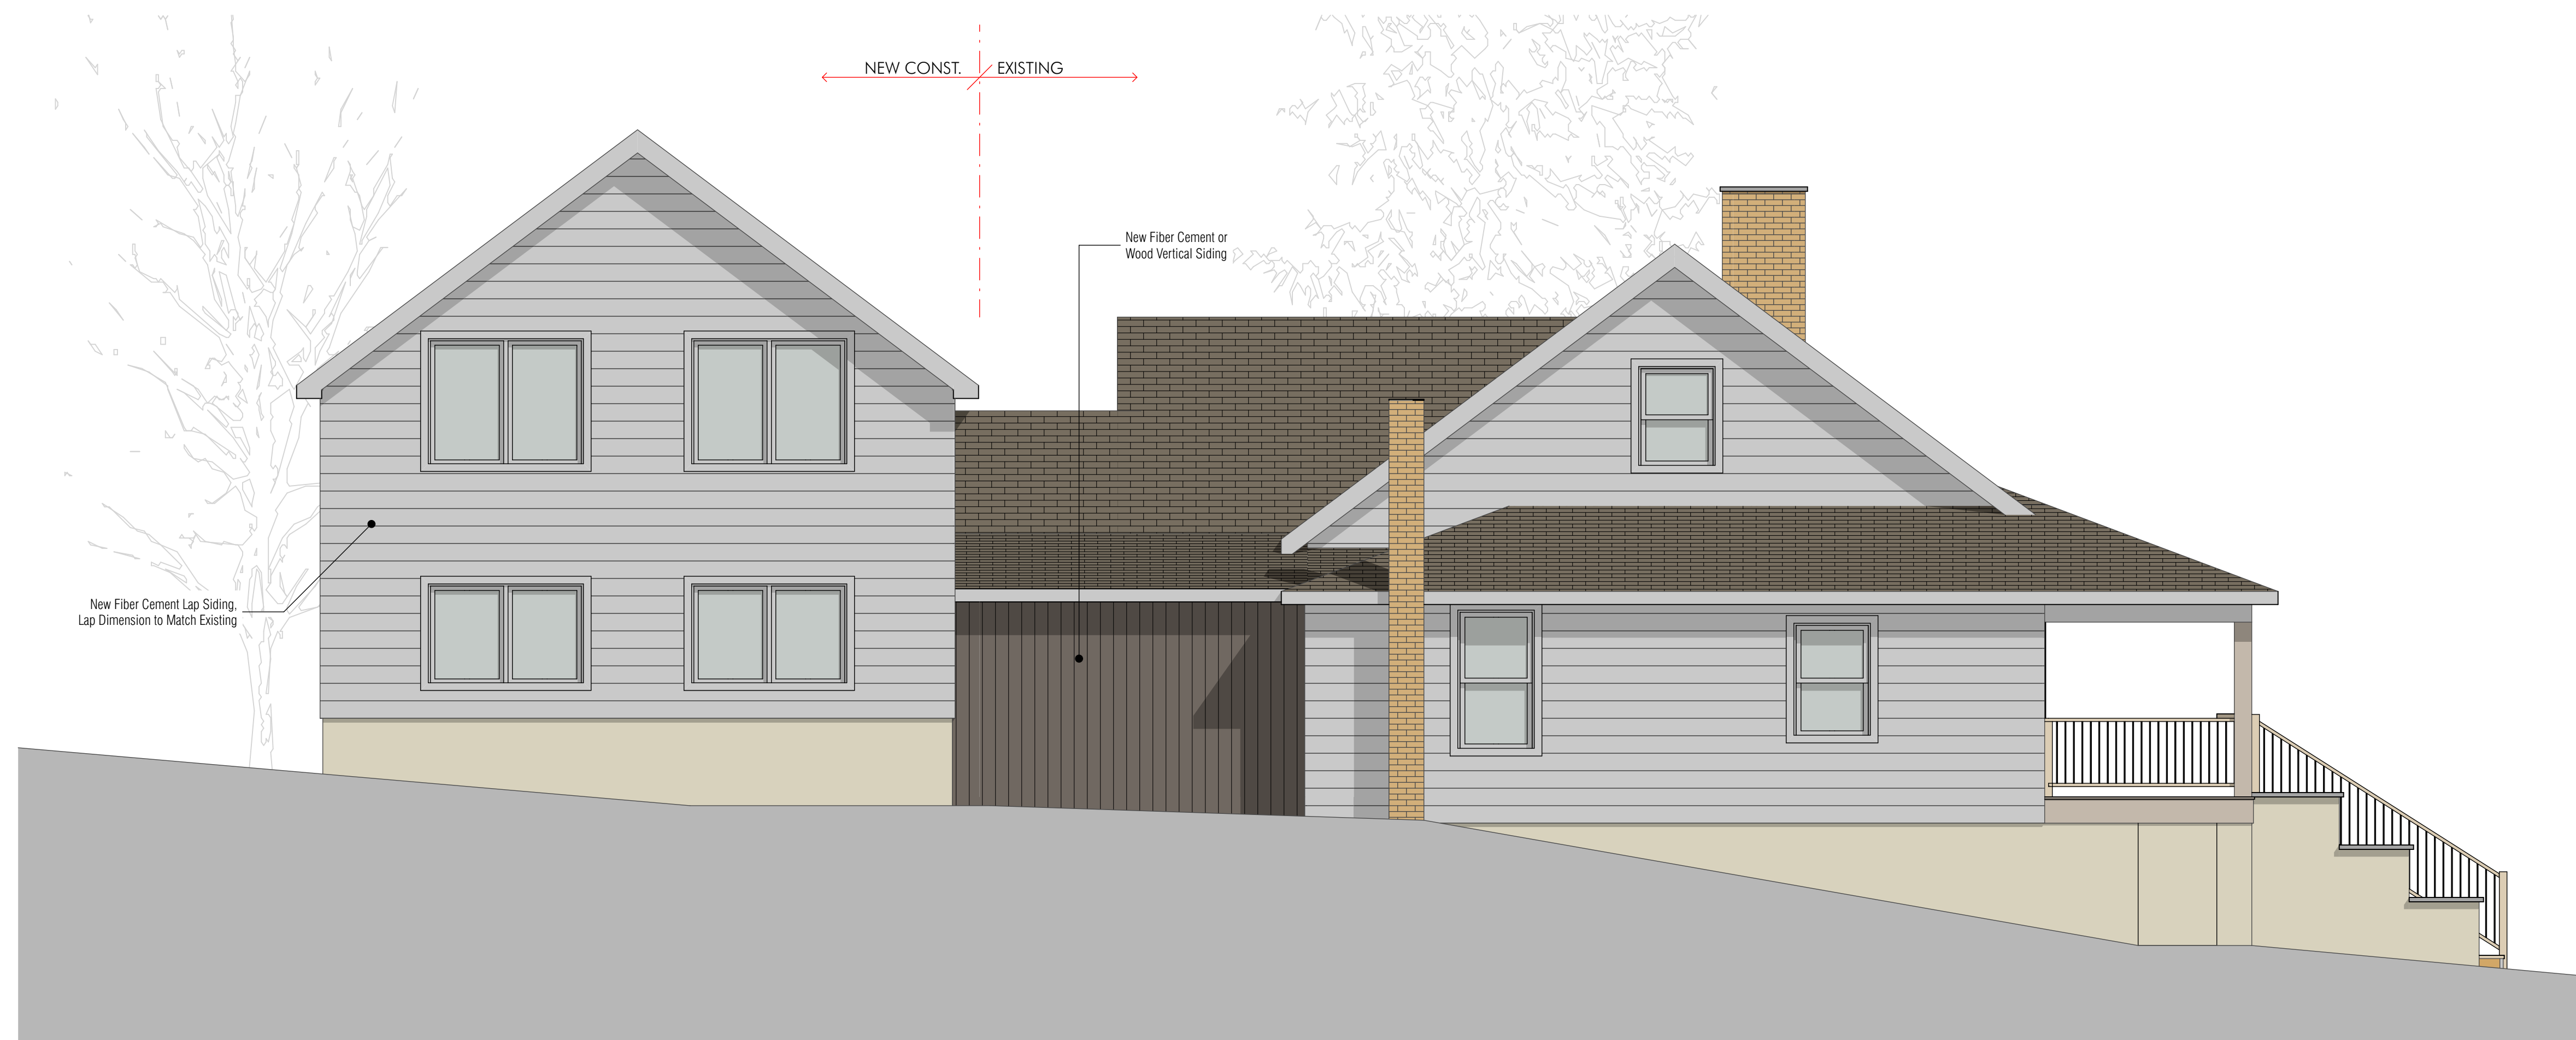 NEW CONST. EXISTING
New Fiber Cement or
Wood Vertical Siding
New Fiber Cement Lap Siding,
Lap Dimension to Match Existing